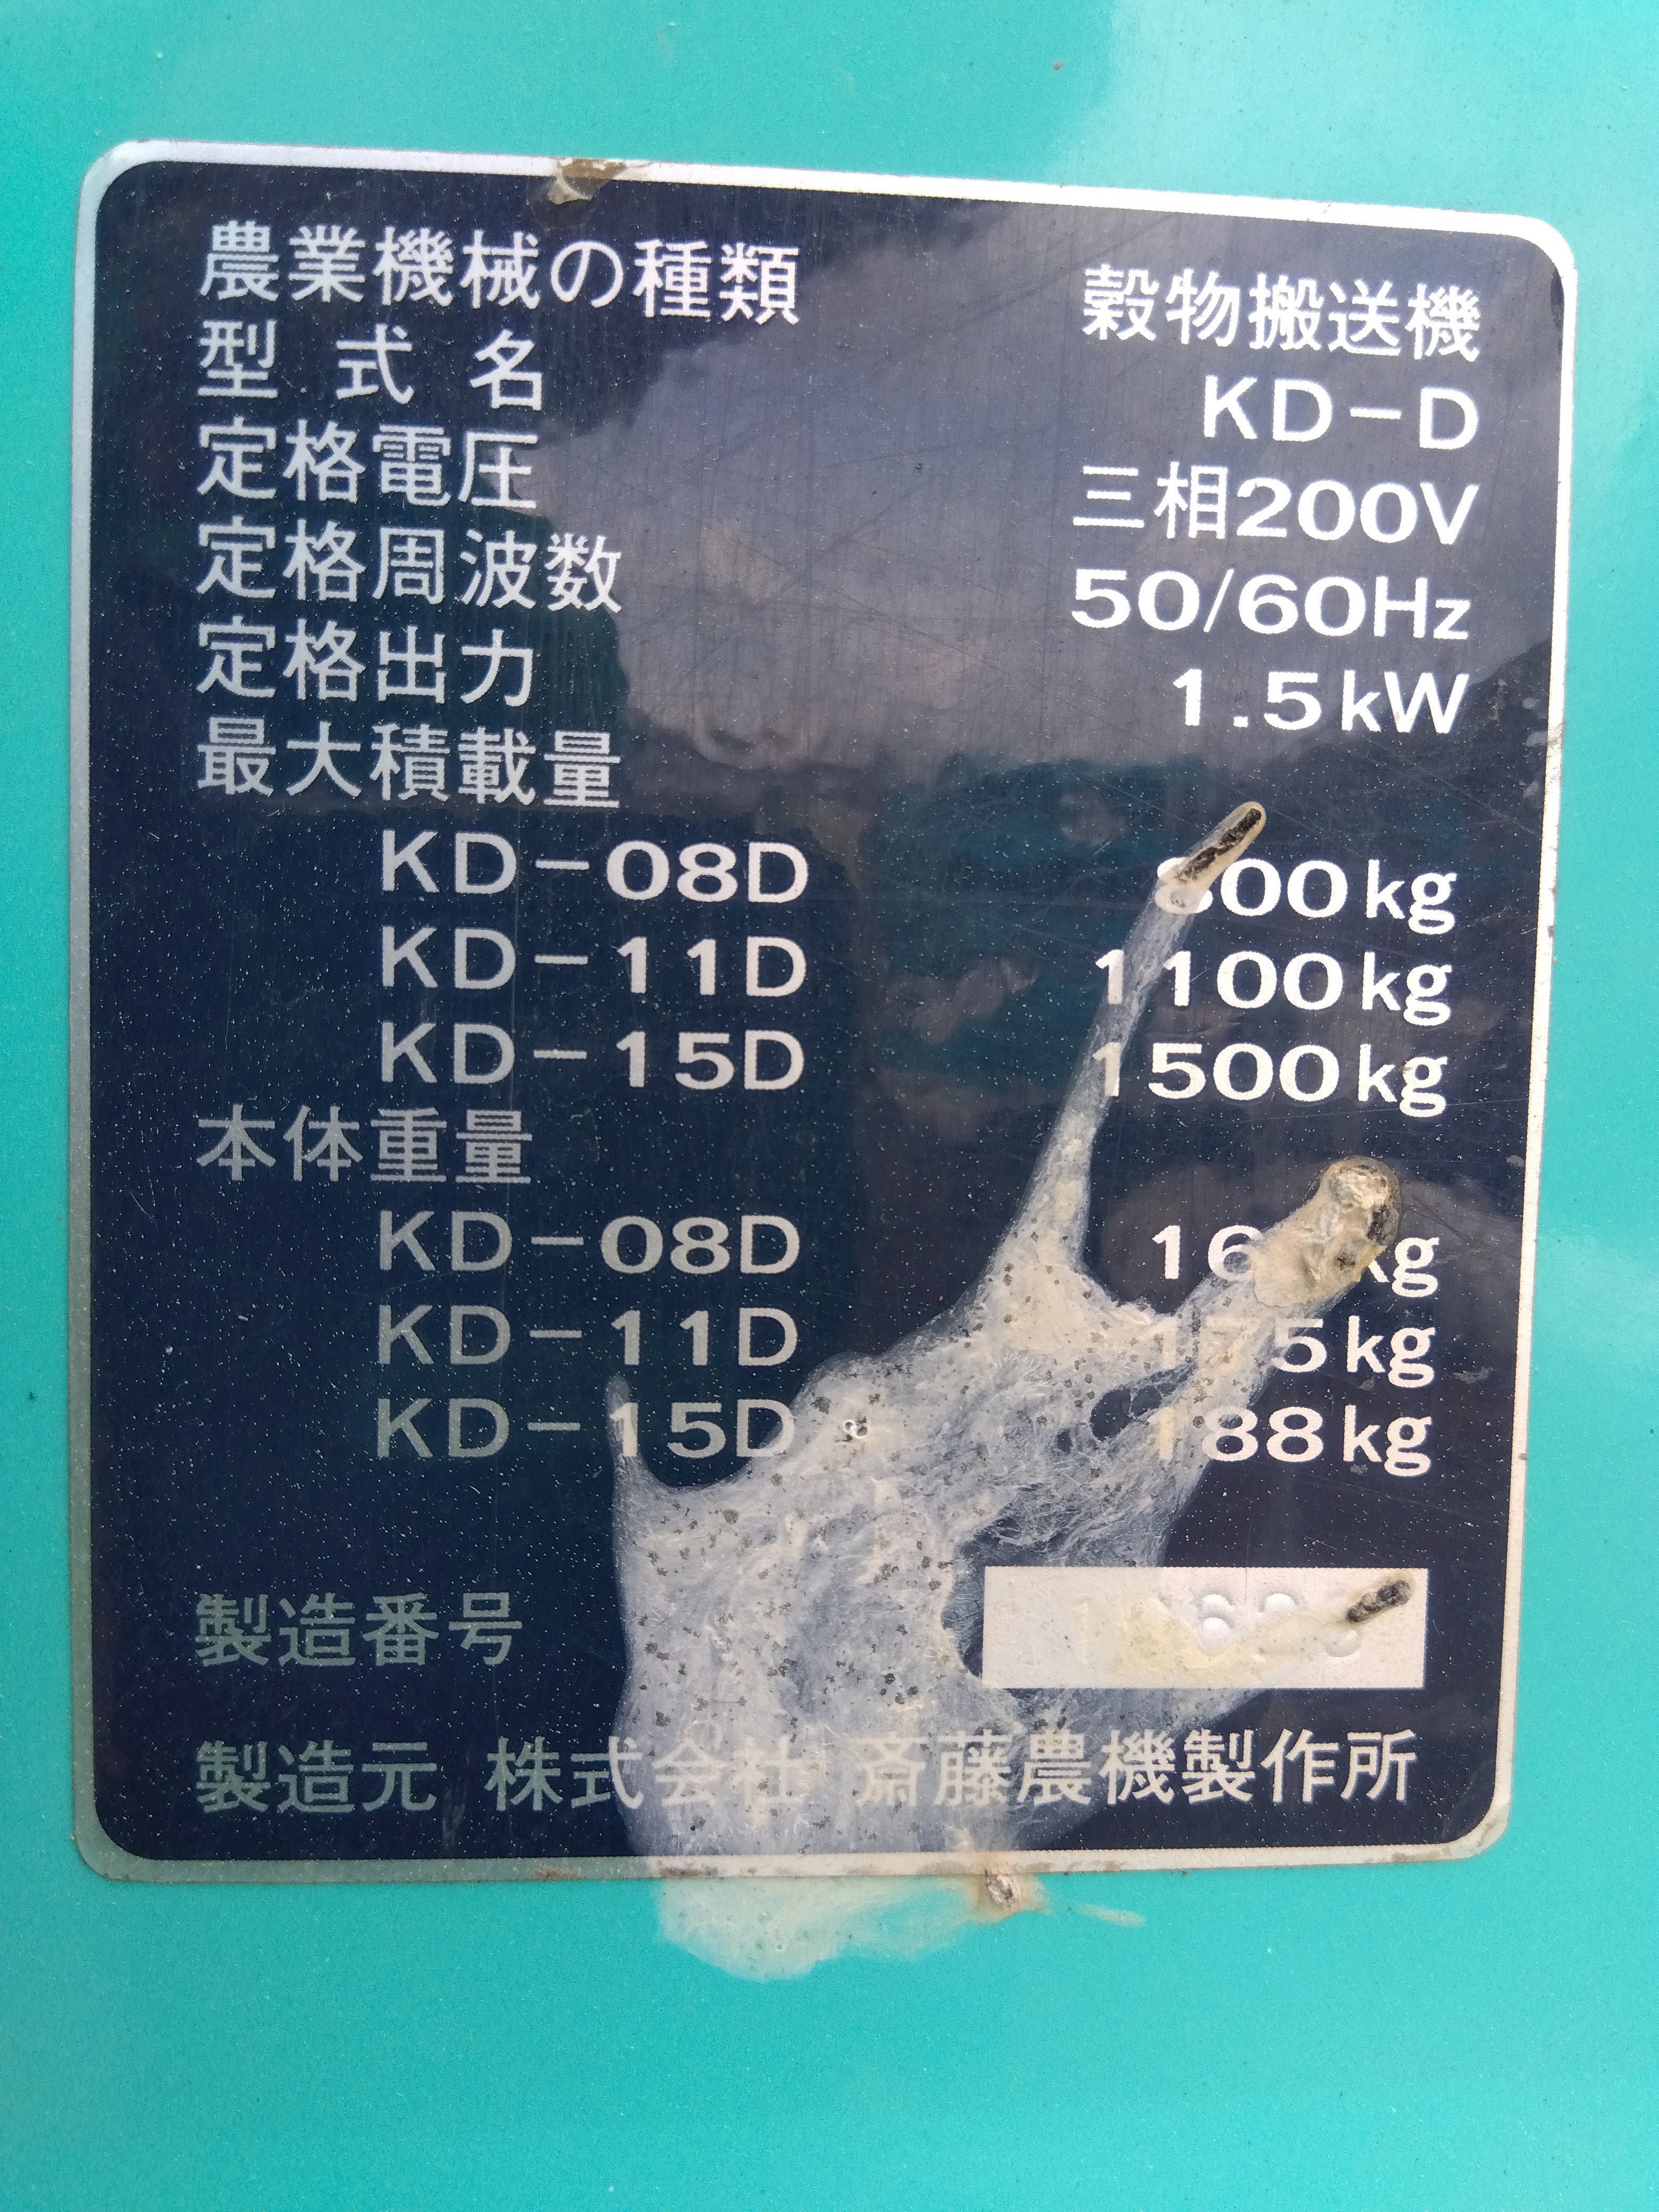 農業機械の種類 穀物搬送機
型式名 KD-D
定格電圧 三相200V
定格周波数 50/60Hz
定格出力 1.5kW
最大積載量
KD-08D 800kg
KD-11D 1100kg
KD-15D 1500kg
本体重量
KD-08D
KD-11D 175kg
KD-15D 188kg
製造番号
製造元 株式会社 斎藤農機製作所